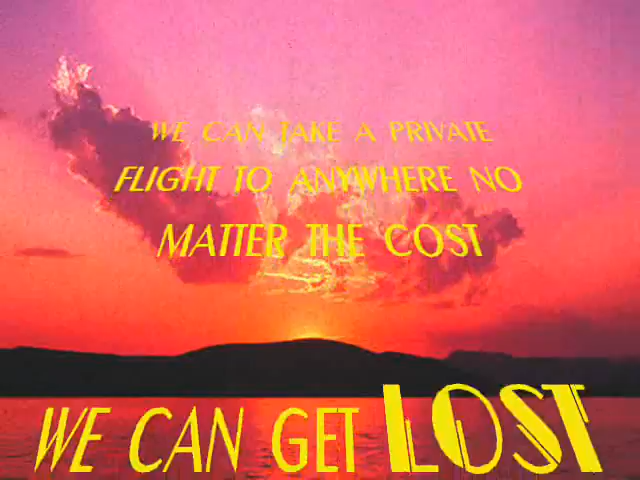 WE CAN TAKE A PRIVATE
FLIGHT TO ANYWHERE NO
MATTER THE COST
WE CAN GET LOST